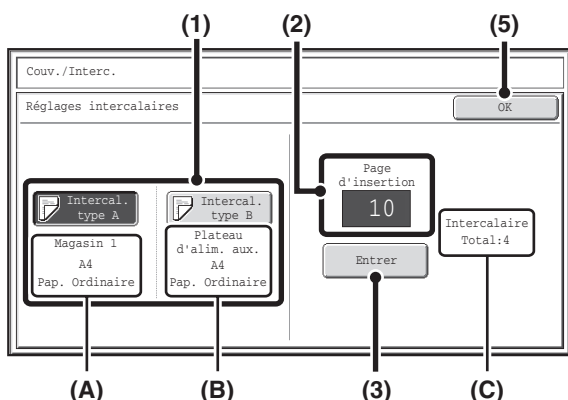 (1)
(2)
(5)
Couv./Interc.
Réglages intercalaires
OK
Intercal.
type A
Intercal.
type B
Magasin 1
A4
Pap. Ordinaire
Plateau
d'alim. aux.
A4
Pap. Ordinaire
Page
d'insertion
10
Entrer
Intercalaire
Total:4
(A)
(B)
(3)
(C)